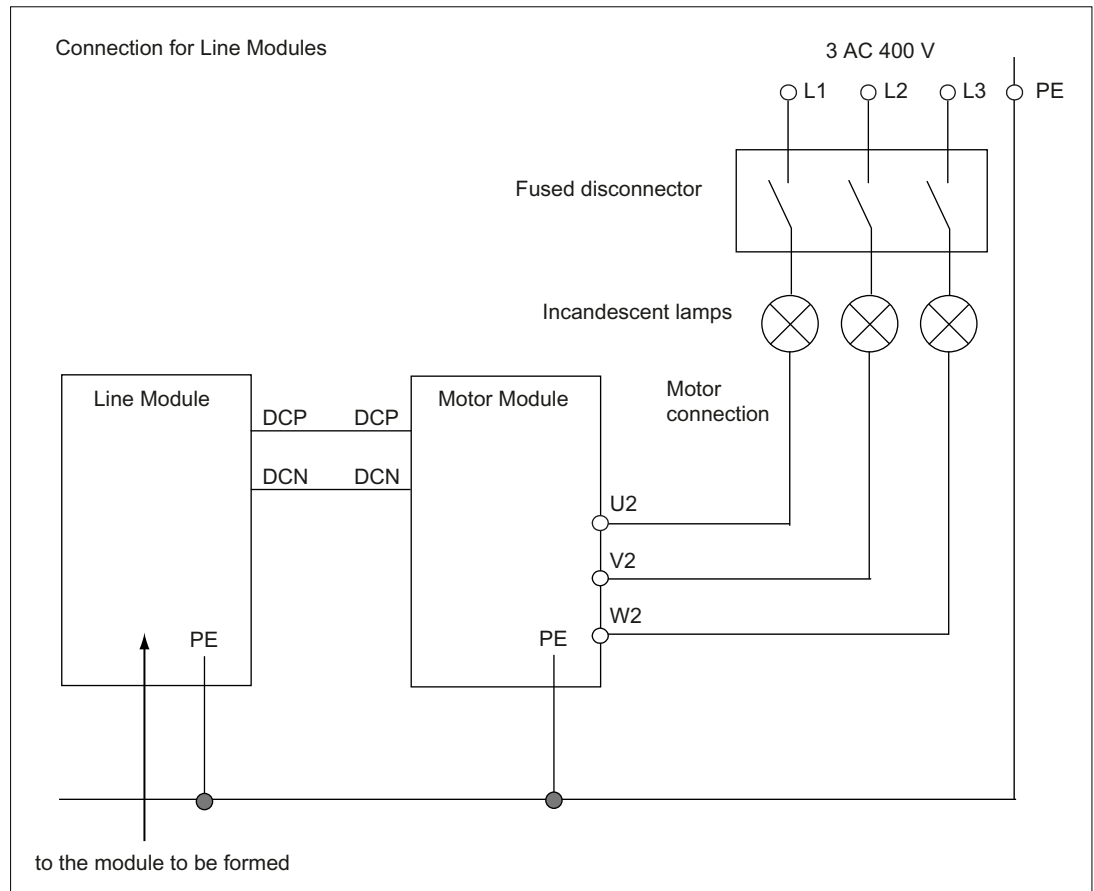 Connection for Line Modules
3 AC 400 V
L1 L2 L3 PE
Fused disconnector
Incandescent lamps
Line Module
Motor Module
Motor
connection
DCP DCP
DCN DCN
U2
V2
W2
PE PE
to the module to be formed